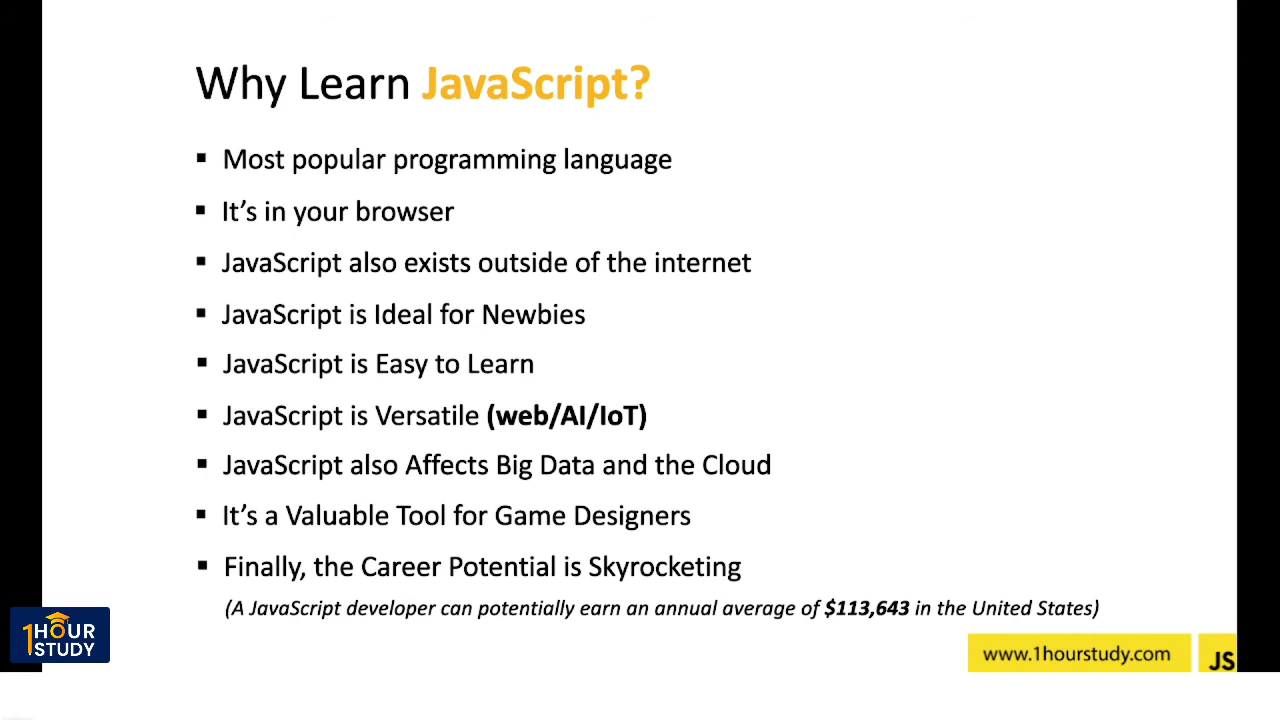 Why Learn JavaScript?
▪ Most popular programming language
▪ It’s in your browser
▪ JavaScript also exists outside of the internet
▪ JavaScript is Ideal for Newbies
▪ JavaScript is Easy to Learn
▪ JavaScript is Versatile (web/AI/IoT)
▪ JavaScript also Affects Big Data and the Cloud
▪ It’s a Valuable Tool for Game Designers
▪ Finally, the Career Potential is Skyrocketing
(A JavaScript developer can potentially earn an annual average of $113,643 in the United States)
1HOUR
STUDY
www.1hourstudy.com
JS